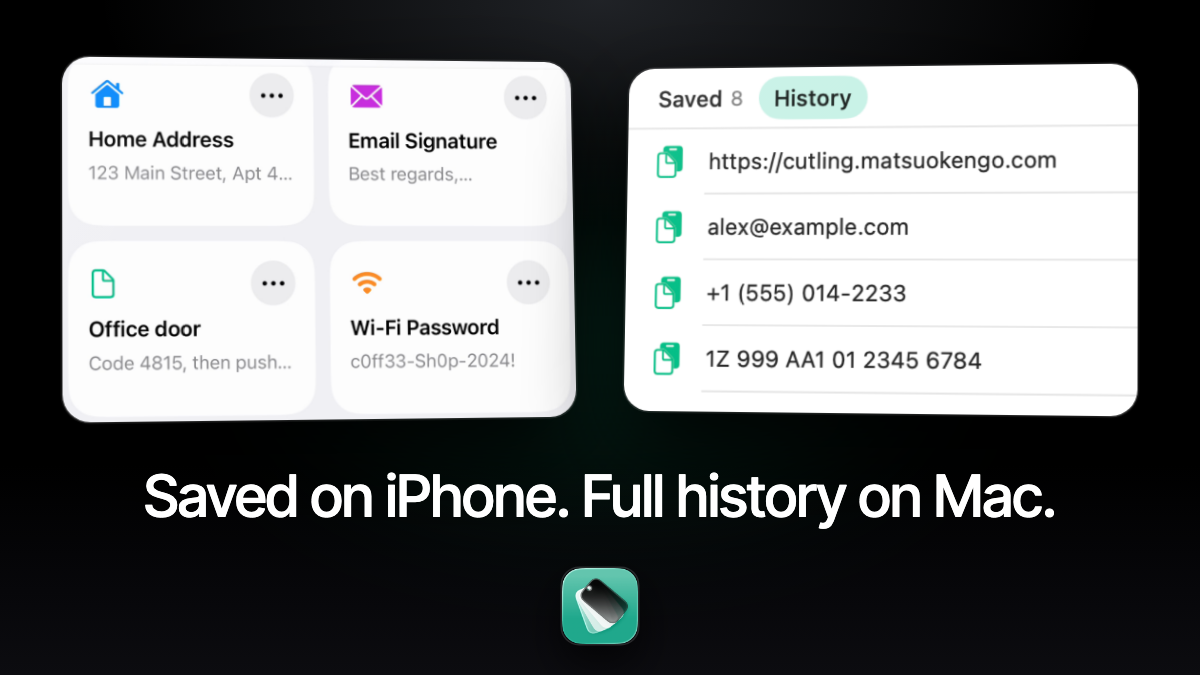 Home Address
123 Main Street, Apt 4...
Email Signature
Best regards,...
Office door
Code 4815, then push...
Wi-Fi Password
c0ff33-Sh0p-2024!
Saved 8 History
https://cutling.matsuokengo.com
alex@example.com
+1 (555) 014-2233
1Z 999 AA1 01 2345 6784
Saved on iPhone. Full history on Mac.